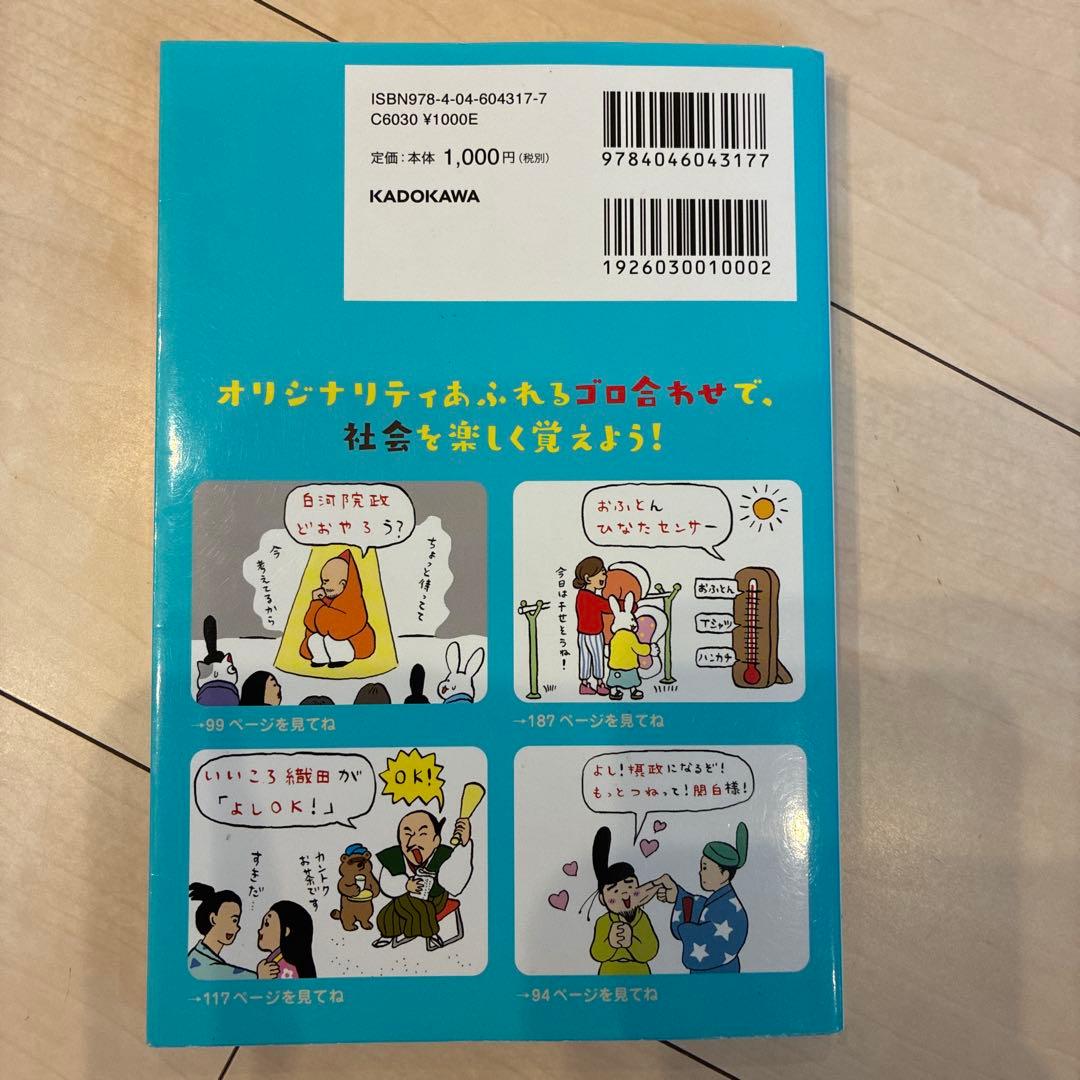 ISBN978-4-04-604317-7
C6030 ¥1000E
定価:本体 1,000円(税別)
KADOKAWA
9784046043177
1926030010002
オリジナリティあふれるゴロ合わせで、
社会を楽しく覚えよう!
白河院政
どおやろう?
ちょっと待ってて
今
考えてるから
→99ページを見てね
おふとん
ひなたセンサー
今日は干せそうね!
おふとん
Tシャツ
ハンカチ
→187ページを見てね
いいころ織田が
「よしOK!」
OK!
カントク
お茶です
すきだ…
→117ページを見てね
よし!摂政になるぞ!
もっとつねって!関白様!
→94ページを見てね